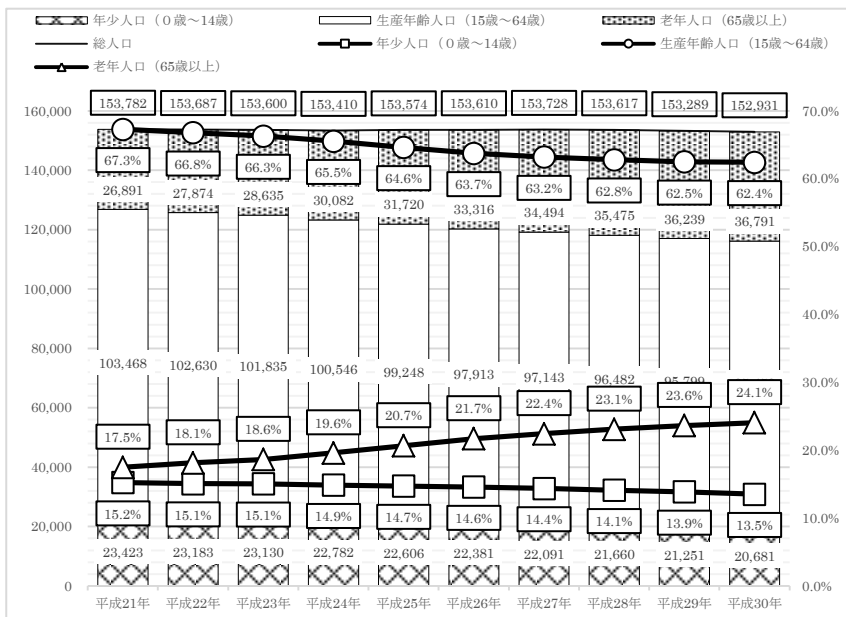 年少人口（０歳～14歳） 生産年齢人口（15歳～64歳） 老年人口（65歳以上）
総人口 年少人口（０歳～14歳） 生産年齢人口（15歳～64歳）
老年人口（65歳以上）
153,782 153,687 153,600 153,410 153,574 153,610 153,728 153,617 153,289 152,931
160,000 70.0%
67.3% 66.8% 66.3% 65.5% 64.6% 63.7% 63.2% 62.8% 62.5% 62.4%
140,000 60.0%
26,891 27,874 28,635 30,082 31,720 33,316 34,494 35,475 36,239 36,791
120,000 50.0%
100,000 40.0%
80,000
103,468 102,630 101,835 100,546 99,248 97,913 97,143 96,482 95,799
30.0%
60,000
17.5% 18.1% 18.6% 19.6% 20.7% 21.7% 22.4% 23.1% 23.6% 24.1%
20.0%
40,000
15.2% 15.1% 15.1% 14.9% 14.7% 14.6% 14.4% 14.1% 13.9% 13.5%
20,000 10.0%
23,423 23,183 23,130 22,782 22,606 22,381 22,091 21,660 21,251 20,681
0 0.0%
平成21年 平成22年 平成23年 平成24年 平成25年 平成26年 平成27年 平成28年 平成29年 平成30年